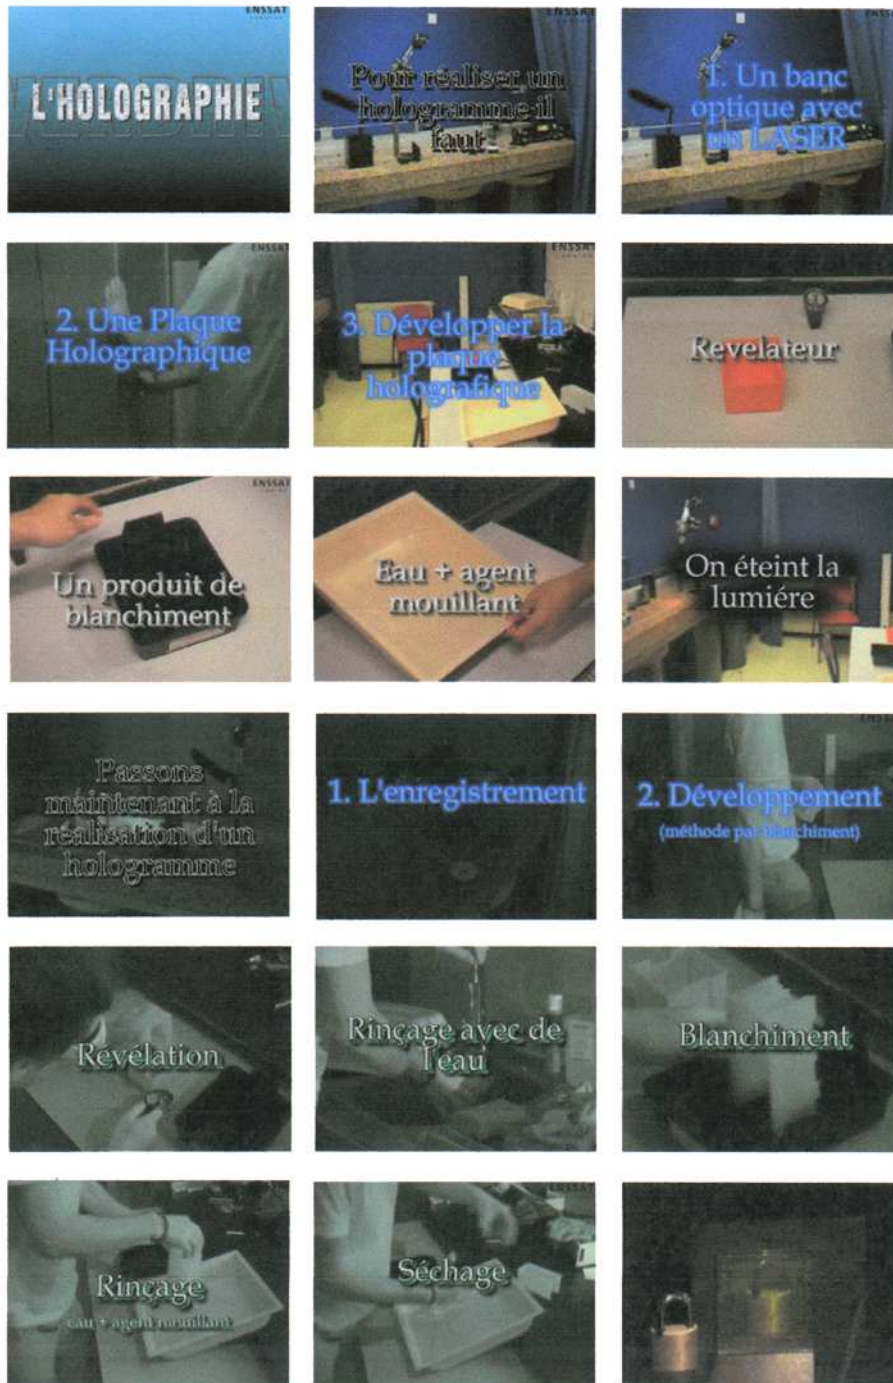 ENSSAT
L'HOLOGRAPHIE
Pour réaliser un
hologramme il
faut
1. Un banc
optique avec
un LASER
ENSSAT
2. Une Plaque
Holographique
ENSSAT
3. Développer la
plaque
holografique
Revelateur
ENSSAT
Un produit de
blanchiment
Eau + agent
mouillant
On éteint la
lumiére
Passons
maintenant à la
réalisation d'un
hologramme
1. L'enregistrement
ENSSAT
2. Développement
(méthode par blanchiment)
Révélation
Rinçage avec de
l'eau
Blanchiment
Rinçage
eau + agent mouillant
ENSSAT
Séchage